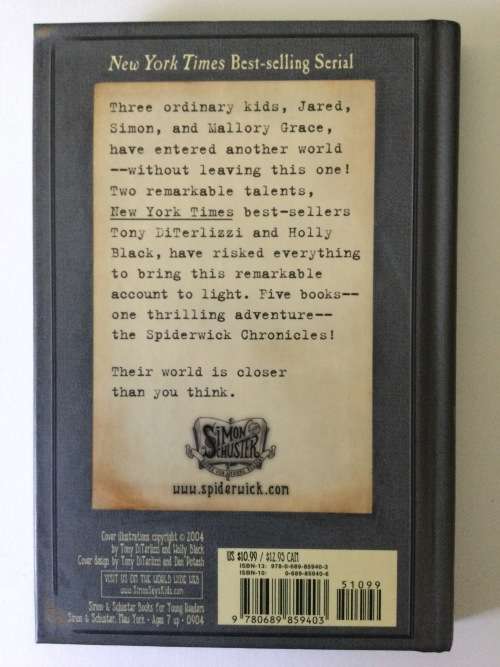 New York Times Best-selling Serial
Three ordinary kids, Jared,
Simon, and Mallory Grace,
have entered another world
--without leaving this one!
Two remarkable talents,
New York Times best-sellers
Tony DiTerlizzi and Holly
Black, have risked everything
to bring this remarkable
account to light. Five books--
one thrilling adventure--
the Spiderwick Chronicles!
Their world is closer
than you think.
SIMON
SCHUSTER
www.spiderwick.com
Cover illustrations copyright © 2004
by Tony DiTerlizzi and Holly Black
Cover design by Tony DiTerlizzi and Dan Potash
VISIT US ON THE WORLD WIDE WEB
www.SimonSaysKids.com
Simon & Schuster Books for Young Readers
Simon & Schuster, New York · Ages 7 up · 0904
US $10.99 / $12.95 CAN
ISBN-13: 978-0-689-85940-3
ISBN-10: 0-689-85940-6
51099
9 780689 859403